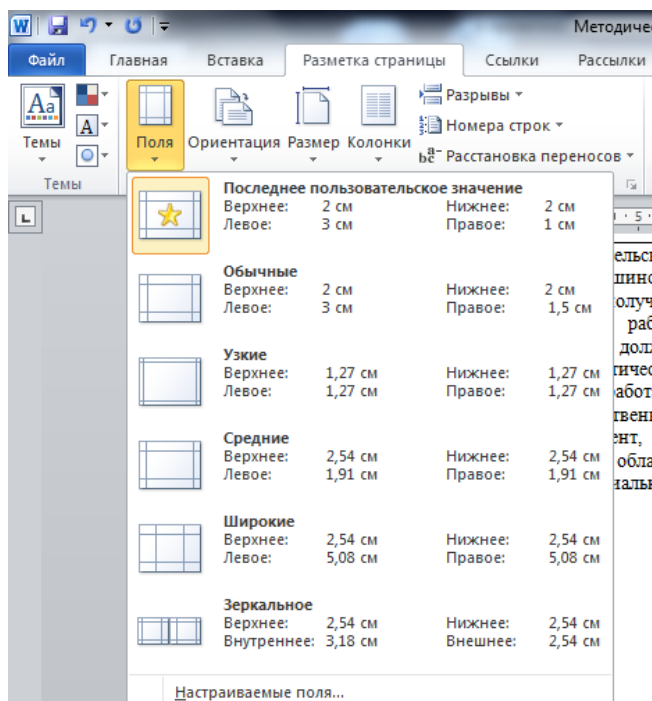 Методиче
Файл Главная Вставка Разметка страницы Ссылки Рассылки
Темы Поля Ориентация Размер Колонки
Разрывы
Номера строк
Расстановка переносов
Темы
Последнее пользовательское значение
Верхнее: 2 см Нижнее: 2 см
Левое: 3 см Правое: 1 см
Обычные
Верхнее: 2 см Нижнее: 2 см
Левое: 3 см Правое: 1,5 см
Узкие
Верхнее: 1,27 см Нижнее: 1,27 см
Левое: 1,27 см Правое: 1,27 см
Средние
Верхнее: 2,54 см Нижнее: 2,54 см
Левое: 1,91 см Правое: 1,91 см
Широкие
Верхнее: 2,54 см Нижнее: 2,54 см
Левое: 5,08 см Правое: 5,08 см
Зеркальное
Верхнее: 2,54 см Нижнее: 2,54 см
Внутреннее: 3,18 см Внешнее: 2,54 см
Настраиваемые поля...